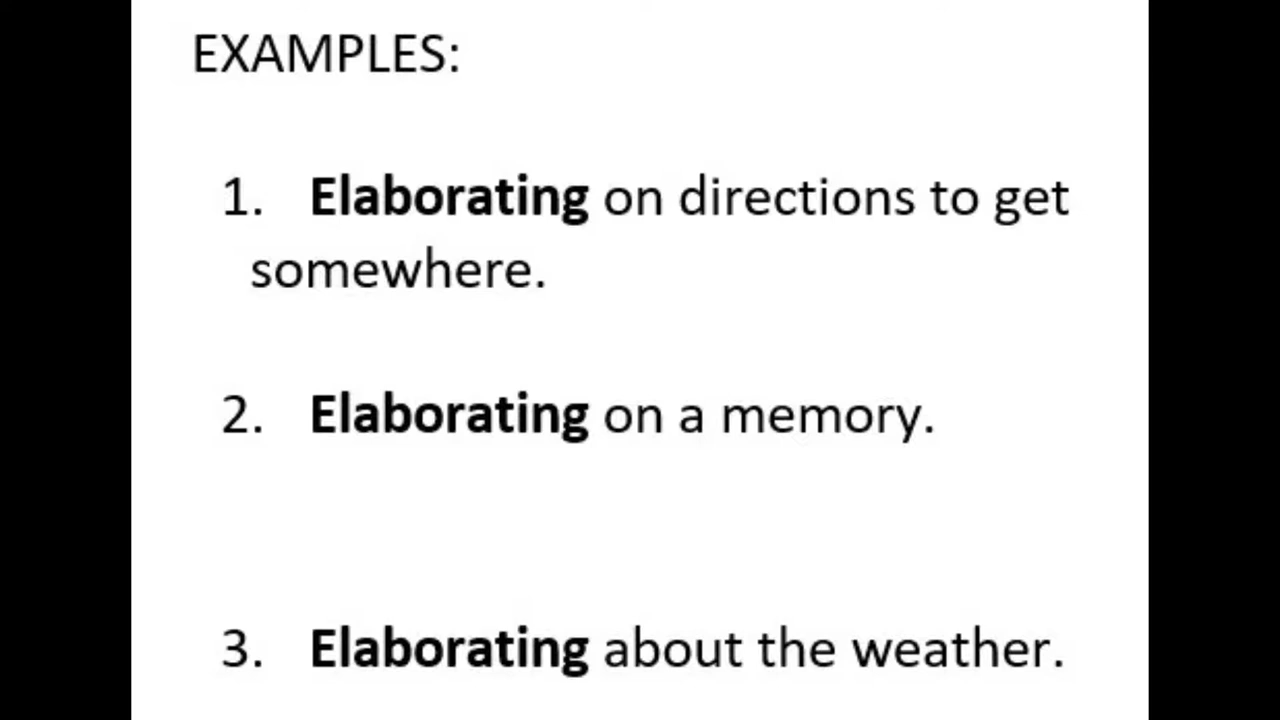 EXAMPLES:
1. Elaborating on directions to get
somewhere.
2. Elaborating on a memory.
3. Elaborating about the weather.